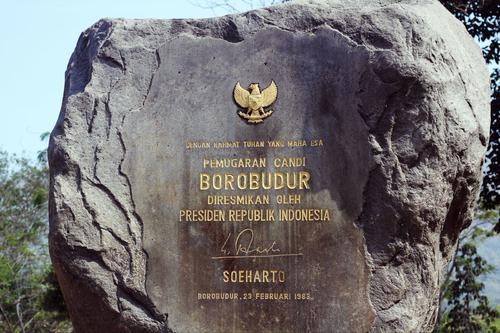 DENGAN RAHMAT TUHAN YANG MAHA ESA
PEMUGARAN CANDI
BOROBUDUR
DIRESMIKAN OLEH
PRESIDEN REPUBLIK INDONESIA
SOEHARTO
BOROBUDUR, 23 FEBRUARI 1983.